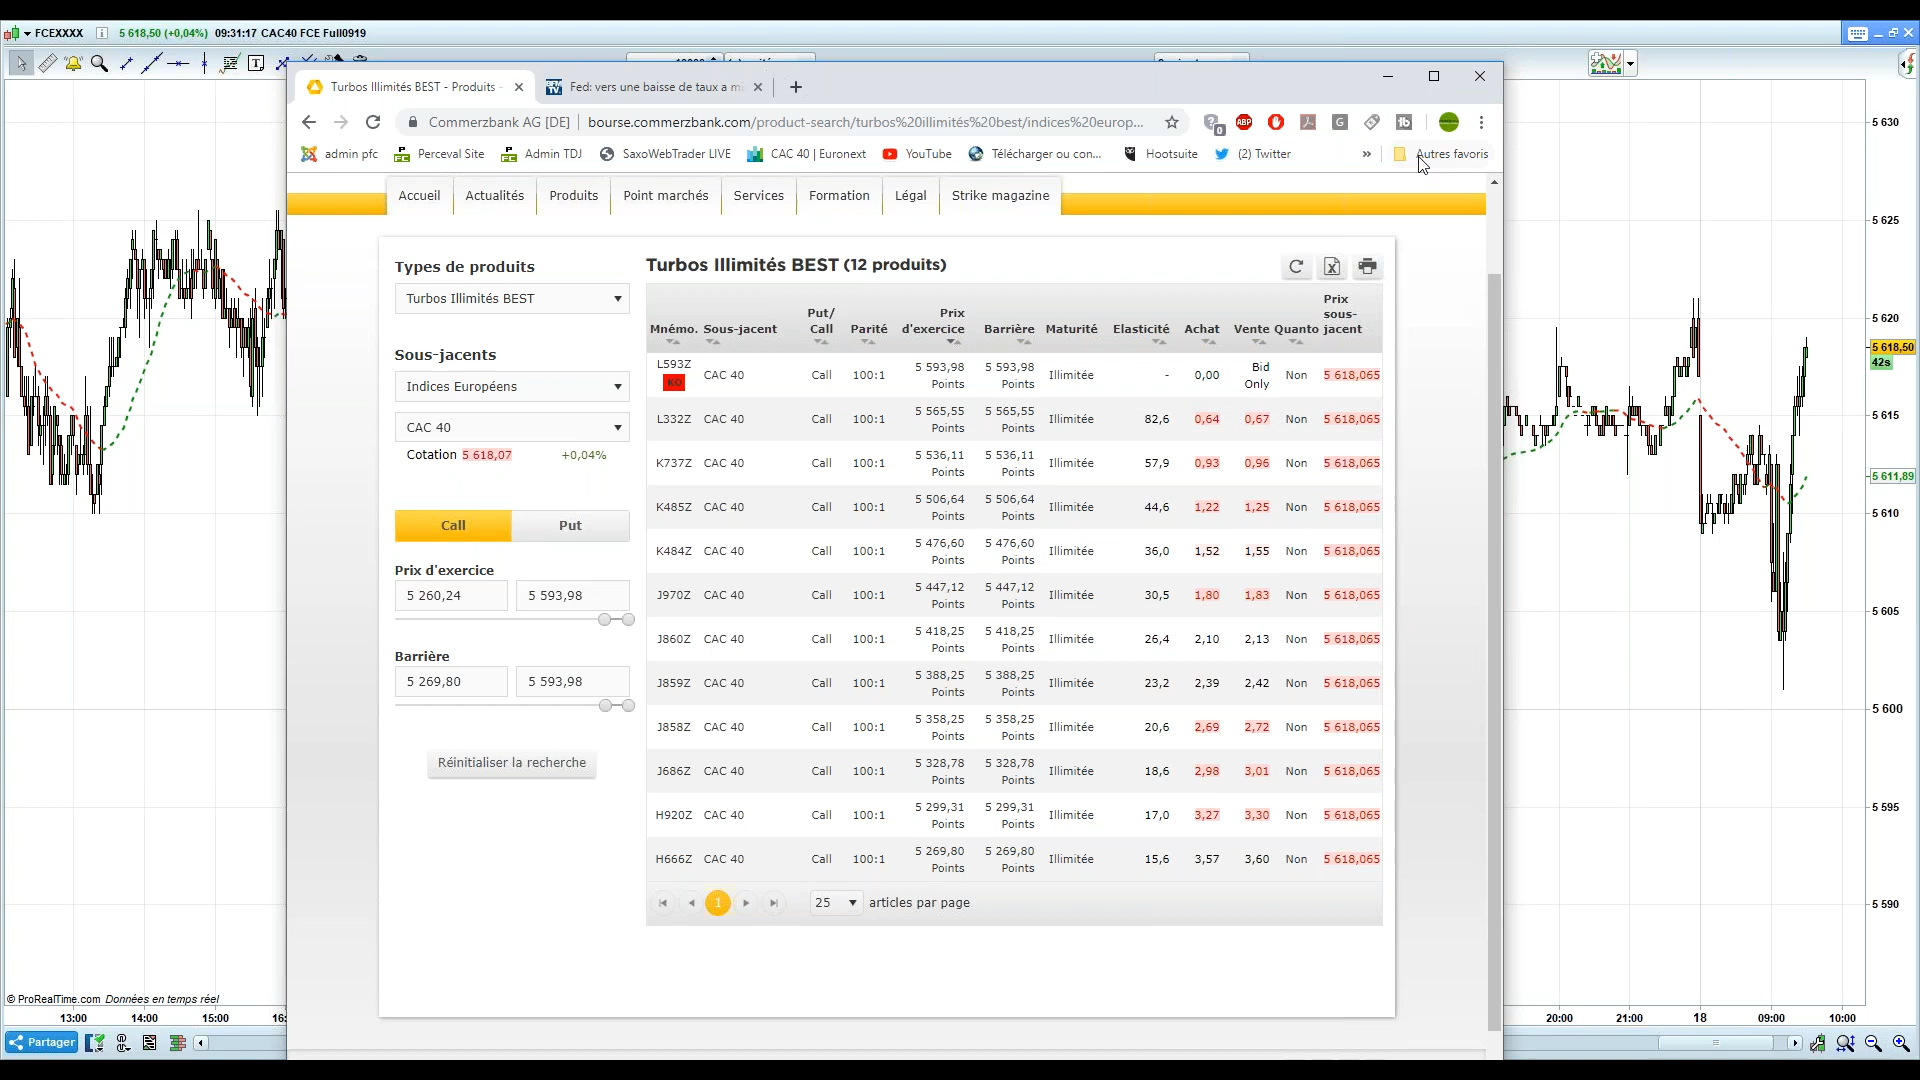 FCEXXXX 5 618,50 (+0,04%) 09:31:17 CAC40 FCE Full0919
Turbos Illimités BEST - Produits -
Fed: vers une baisse de taux a mi
Commerzbank AG [DE] bourse.commerzbank.com/product-search/turbos%20illimités%20best/indices%20europ...
admin pfc Perceval Site Admin TDJ SaxoWebTrader LIVE CAC 40 | Euronext YouTube Télécharger ou con... Hootsuite (2) Twitter » Autres favoris
Accueil Actualités Produits Point marchés Services Formation Légal Strike magazine
Types de produits
Turbos Illimités BEST
Sous-jacents
Indices Européens
CAC 40
Cotation 5 618,07 +0,04%
Call Put
Prix d'exercice
5 260,24 5 593,98
Barrière
5 269,80 5 593,98
Réinitialiser la recherche
Turbos Illimités BEST (12 produits)
Mnémo. Sous-jacent Put/ Call Parité Prix d'exercice Barrière Maturité Elasticité Achat Vente Quanto Prix sous-jacent
L593Z KO CAC 40 Call 100:1 5 593,98 Points 5 593,98 Points Illimitée - 0,00 Bid Only Non 5 618,065
L332Z CAC 40 Call 100:1 5 565,55 Points 5 565,55 Points Illimitée 82,6 0,64 0,67 Non 5 618,065
K737Z CAC 40 Call 100:1 5 536,11 Points 5 536,11 Points Illimitée 57,9 0,93 0,96 Non 5 618,065
K485Z CAC 40 Call 100:1 5 506,64 Points 5 506,64 Points Illimitée 44,6 1,22 1,25 Non 5 618,065
K484Z CAC 40 Call 100:1 5 476,60 Points 5 476,60 Points Illimitée 36,0 1,52 1,55 Non 5 618,065
J970Z CAC 40 Call 100:1 5 447,12 Points 5 447,12 Points Illimitée 30,5 1,80 1,83 Non 5 618,065
J860Z CAC 40 Call 100:1 5 418,25 Points 5 418,25 Points Illimitée 26,4 2,10 2,13 Non 5 618,065
J859Z CAC 40 Call 100:1 5 388,25 Points 5 388,25 Points Illimitée 23,2 2,39 2,42 Non 5 618,065
J858Z CAC 40 Call 100:1 5 358,25 Points 5 358,25 Points Illimitée 20,6 2,69 2,72 Non 5 618,065
J686Z CAC 40 Call 100:1 5 328,78 Points 5 328,78 Points Illimitée 18,6 2,98 3,01 Non 5 618,065
H920Z CAC 40 Call 100:1 5 299,31 Points 5 299,31 Points Illimitée 17,0 3,27 3,30 Non 5 618,065
H666Z CAC 40 Call 100:1 5 269,80 Points 5 269,80 Points Illimitée 15,6 3,57 3,60 Non 5 618,065
1 25 articles par page
5 630
5 625
5 620
5 618,50
42s
5 615
5 611,89
5 610
5 605
5 600
5 595
5 590
© ProRealTime.com Données en temps réel
13:00 14:00 15:00 16: 20:00 21:00 18 09:00 10:00
Partager